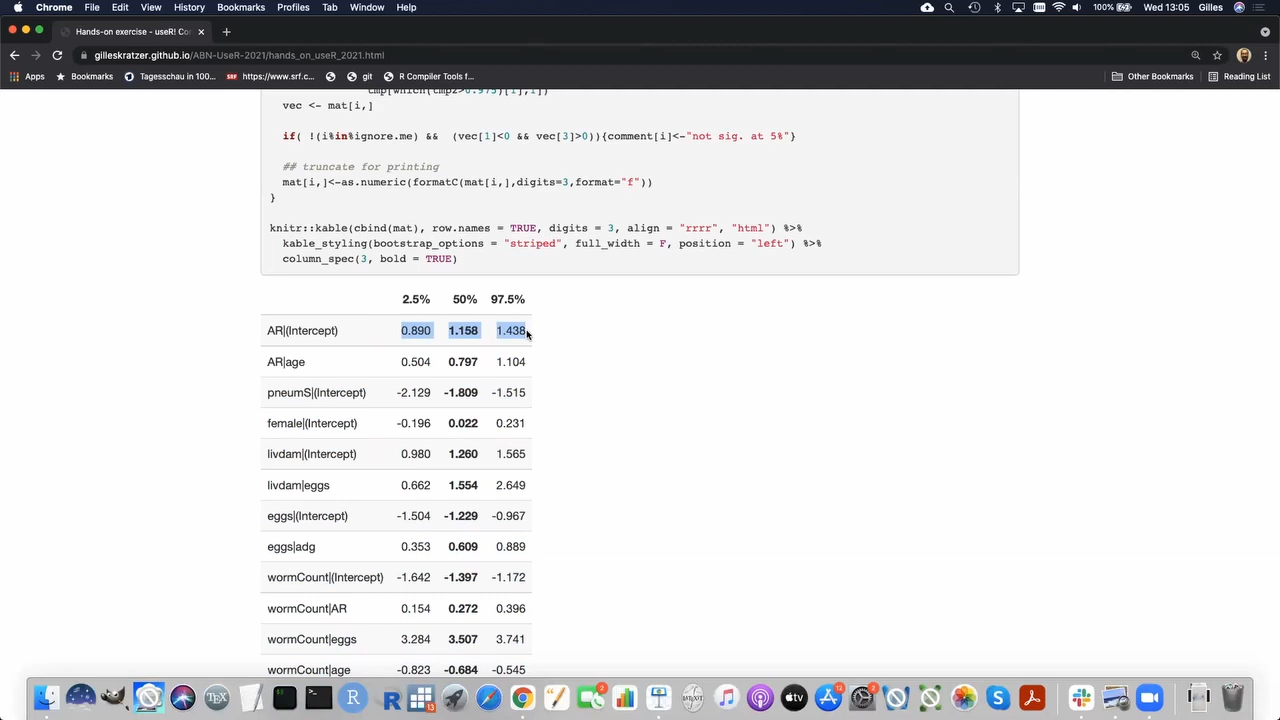 Chrome File Edit View History Bookmarks Profiles Tab Window Help 100% Wed 13:05 Gilles
Hands-on exercise - useR! Co
gilleskratzer.github.io/ABN-UseR-2021/hands_on_useR_2021.html
Apps Bookmarks Tagesschau in 100... SRF https://www.srf.c... git R Compiler Tools f... Other Bookmarks Reading List
tmp[which(tmp2>0.975)[1],1])
vec <- mat[i,]
if( !(i%in%ignore.me) && (vec[1]<0 && vec[3]>0)){comment[i]<-"not sig. at 5%"}
## truncate for printing
mat[i,]<-as.numeric(formatC(mat[i,],digits=3,format="f"))
}
knitr::kable(cbind(mat), row.names = TRUE, digits = 3, align = "rrrr", "html") %>%
kable_styling(bootstrap_options = "striped", full_width = F, position = "left") %>%
column_spec(3, bold = TRUE)
2.5% 50% 97.5%
AR|(Intercept) 0.890 1.158 1.438
AR|age 0.504 0.797 1.104
pneumS|(Intercept) -2.129 -1.809 -1.515
female|(Intercept) -0.196 0.022 0.231
livdam|(Intercept) 0.980 1.260 1.565
livdam|eggs 0.662 1.554 2.649
eggs|(Intercept) -1.504 -1.229 -0.967
eggs|adg 0.353 0.609 0.889
wormCount|(Intercept) -1.642 -1.397 -1.172
wormCount|AR 0.154 0.272 0.396
wormCount|eggs 3.284 3.507 3.741
wormCount|age -0.823 -0.684 -0.545